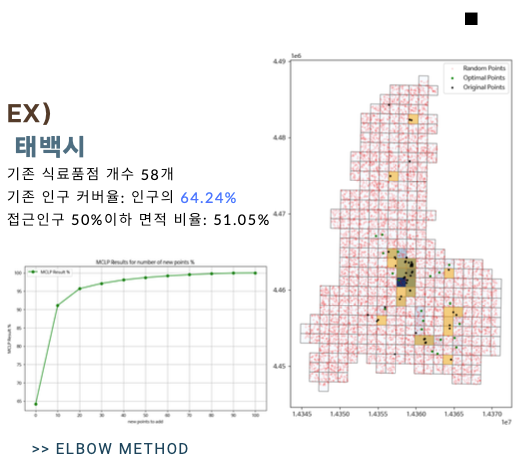 EX)
태백시
기존 식료품점 개수 58개
기존 인구 커버율: 인구의 64.24%
접근인구 50%이하 면적 비율: 51.05%
MCLP Results for number of new points %
MCLP Result %
MCLP Result %
100
95
90
85
80
75
70
65
0 10 20 30 40 50 60 70 80 90 100
new points to add
>> ELBOW METHOD
1e6
Random Points
Optimal Points
Original Points
4.49
4.48
4.47
4.46
4.45
1.4345 1.4350 1.4355 1.4360 1.4365 1.4370
1e7